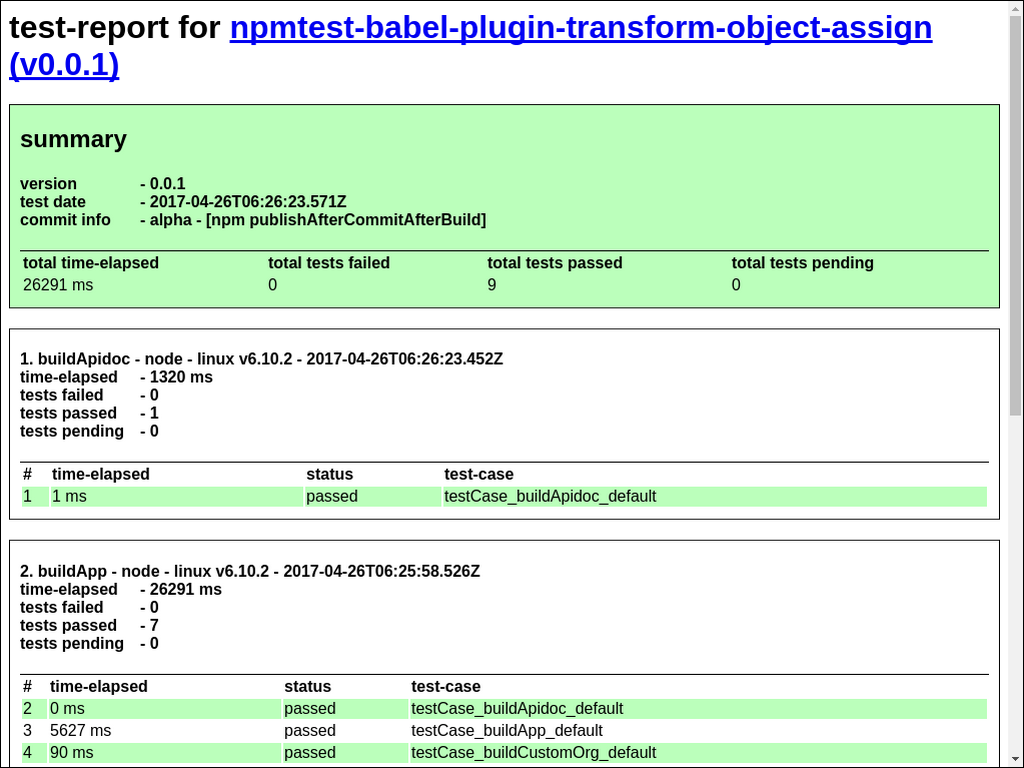 test-report for npmtest-babel-plugin-transform-object-assign
(v0.0.1)
summary
version - 0.0.1
test date - 2017-04-26T06:26:23.571Z
commit info - alpha - [npm publishAfterCommitAfterBuild]
total time-elapsed total tests failed total tests passed total tests pending
26291 ms 0 9 0
1. buildApidoc - node - linux v6.10.2 - 2017-04-26T06:26:23.452Z
time-elapsed - 1320 ms
tests failed - 0
tests passed - 1
tests pending - 0
# time-elapsed status test-case
1 1 ms passed testCase_buildApidoc_default
2. buildApp - node - linux v6.10.2 - 2017-04-26T06:25:58.526Z
time-elapsed - 26291 ms
tests failed - 0
tests passed - 7
tests pending - 0
# time-elapsed status test-case
2 0 ms passed testCase_buildApidoc_default
3 5627 ms passed testCase_buildApp_default
4 90 ms passed testCase_buildCustomOrg_default